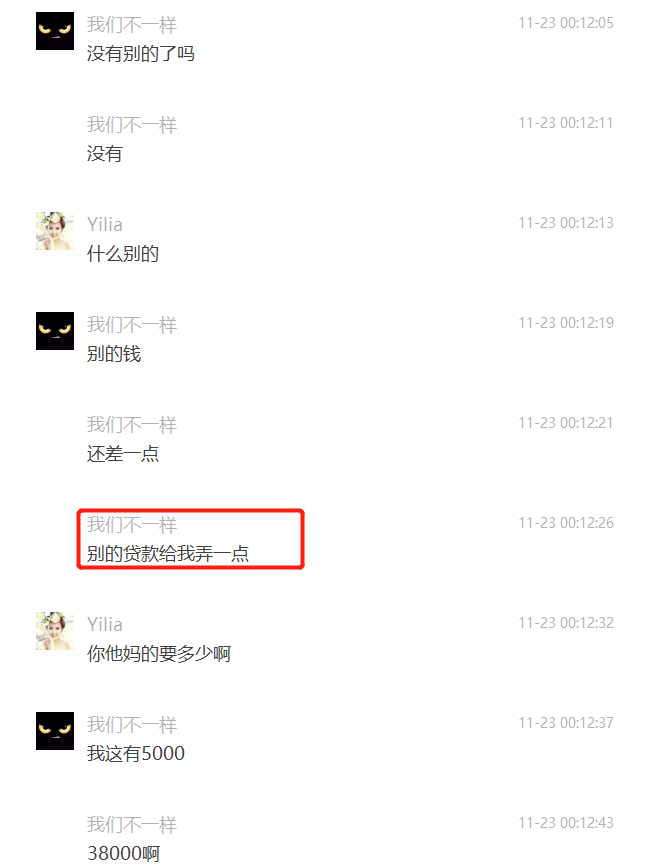 我们不一样 11-23 00:12:05
没有别的了吗
我们不一样 11-23 00:12:11
没有
Yilia 11-23 00:12:13
什么别的
我们不一样 11-23 00:12:19
别的钱
我们不一样 11-23 00:12:21
还差一点
我们不一样 11-23 00:12:26
别的贷款给我弄一点
Yilia 11-23 00:12:32
你他妈的要多少啊
我们不一样 11-23 00:12:37
我这有5000
我们不一样 11-23 00:12:43
38000啊